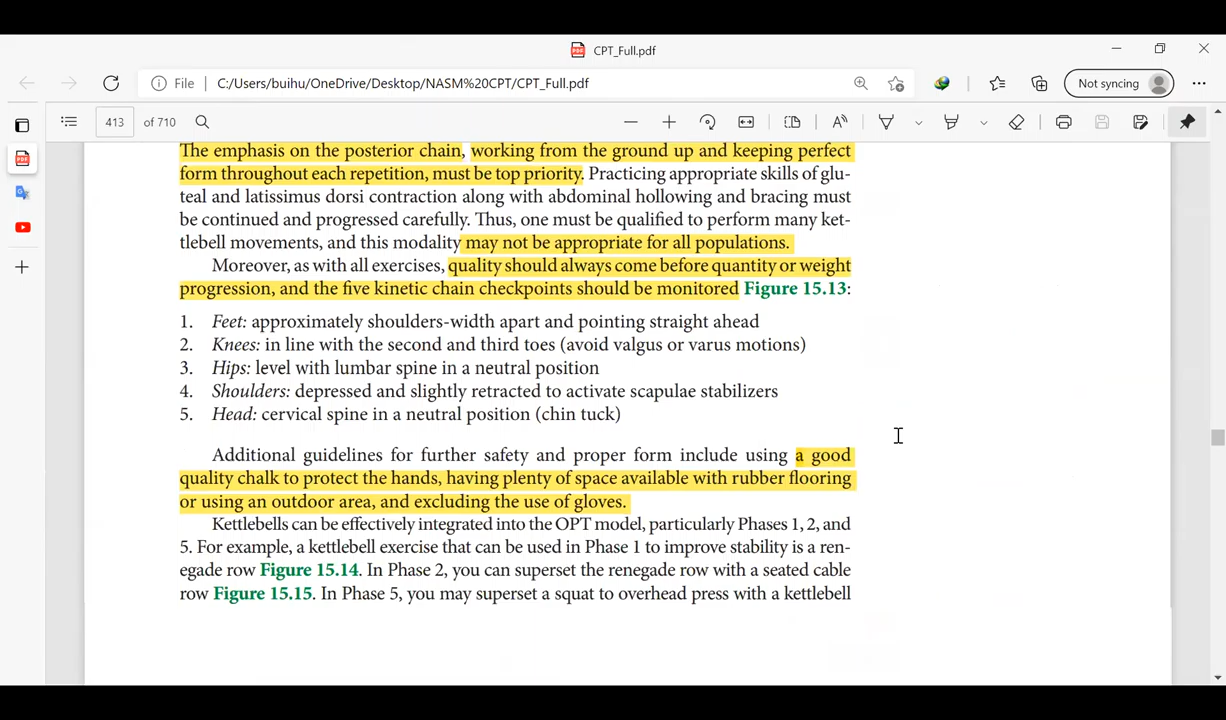 CPT_Full.pdf
File | C:/Users/buihu/OneDrive/Desktop/NASM%20CPT/CPT_Full.pdf
Not syncing
413 of 710
The emphasis on the posterior chain, working from the ground up and keeping perfect
form throughout each repetition, must be top priority. Practicing appropriate skills of glu-
teal and latissimus dorsi contraction along with abdominal hollowing and bracing must
be continued and progressed carefully. Thus, one must be qualified to perform many ket-
tlebell movements, and this modality may not be appropriate for all populations.
Moreover, as with all exercises, quality should always come before quantity or weight
progression, and the five kinetic chain checkpoints should be monitored Figure 15.13:
1. Feet: approximately shoulders-width apart and pointing straight ahead
2. Knees: in line with the second and third toes (avoid valgus or varus motions)
3. Hips: level with lumbar spine in a neutral position
4. Shoulders: depressed and slightly retracted to activate scapulae stabilizers
5. Head: cervical spine in a neutral position (chin tuck)
Additional guidelines for further safety and proper form include using a good
quality chalk to protect the hands, having plenty of space available with rubber flooring
or using an outdoor area, and excluding the use of gloves.
Kettlebells can be effectively integrated into the OPT model, particularly Phases 1, 2, and
5. For example, a kettlebell exercise that can be used in Phase 1 to improve stability is a ren-
egade row Figure 15.14. In Phase 2, you can superset the renegade row with a seated cable
row Figure 15.15. In Phase 5, you may superset a squat to overhead press with a kettlebell